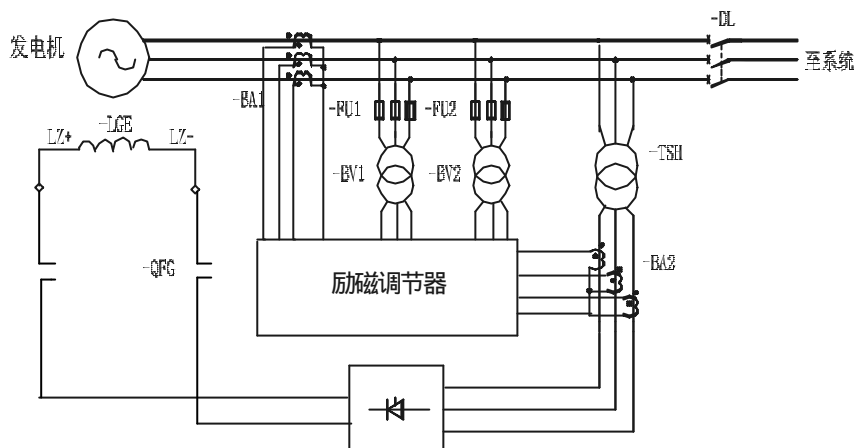 -DL
发电机
至系统
-BA1
-FU1
-FU2
LZ+
-LGE
LZ-
-TSH
-BV1
-BV2
-QFG
-BA2
励磁调节器